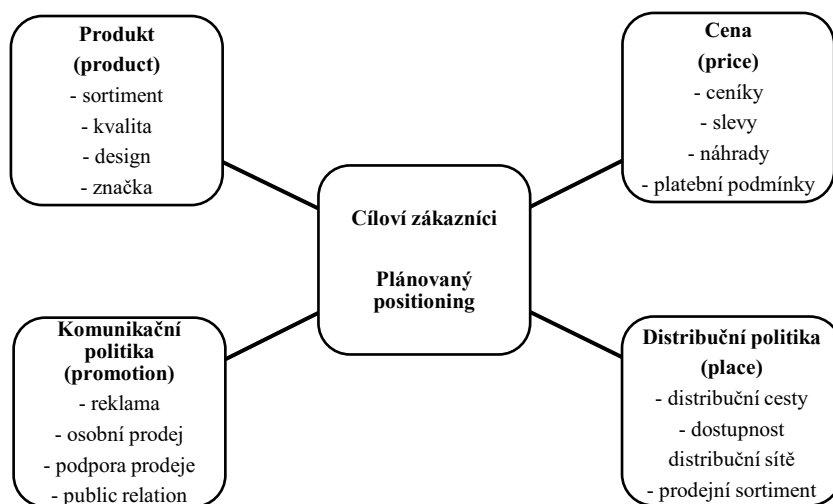 Produkt
(product)
- sortiment
- kvalita
- design
- značka
Cena
(price)
- ceníky
- slevy
- náhrady
- platební podmínky
Cíloví zákazníci
Plánovaný
positioning
Komunikační
politika
(promotion)
- reklama
- osobní prodej
- podpora prodeje
- public relation
Distribuční politika
(place)
- distribuční cesty
- dostupnost
distribuční sítě
- prodejní sortiment